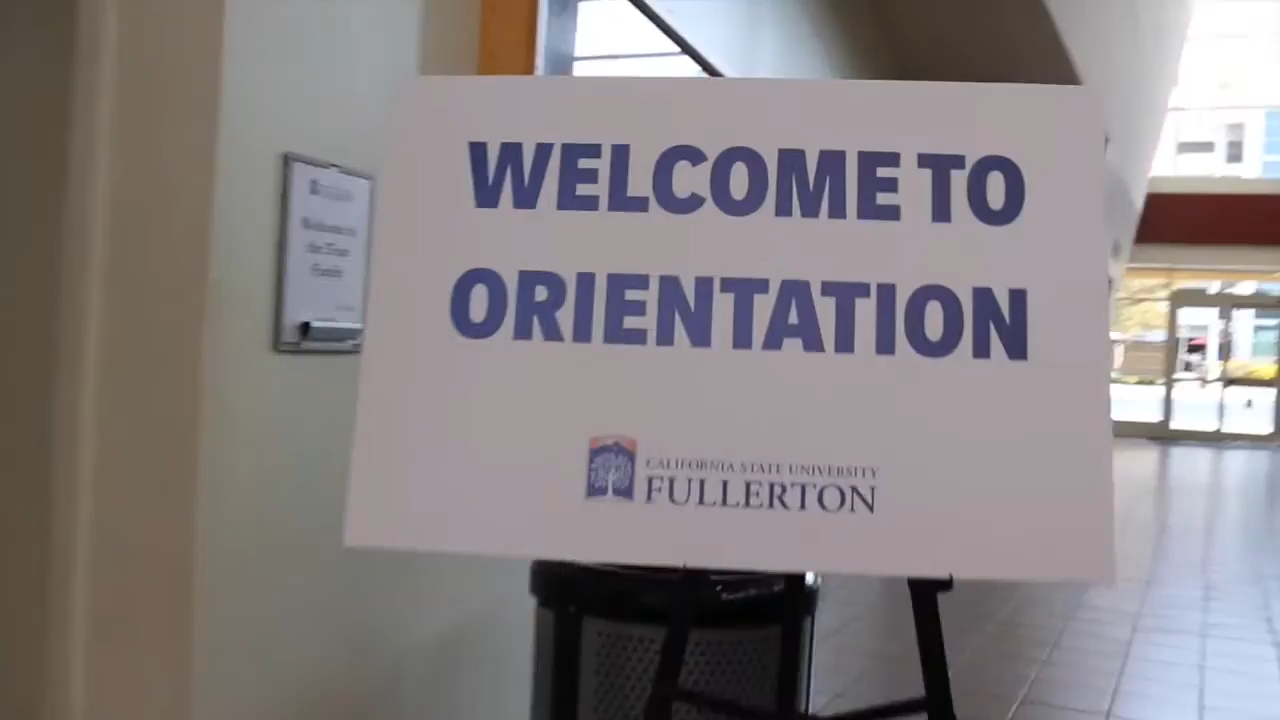 WELCOME TO
ORIENTATION
CALIFORNIA STATE UNIVERSITY
FULLERTON